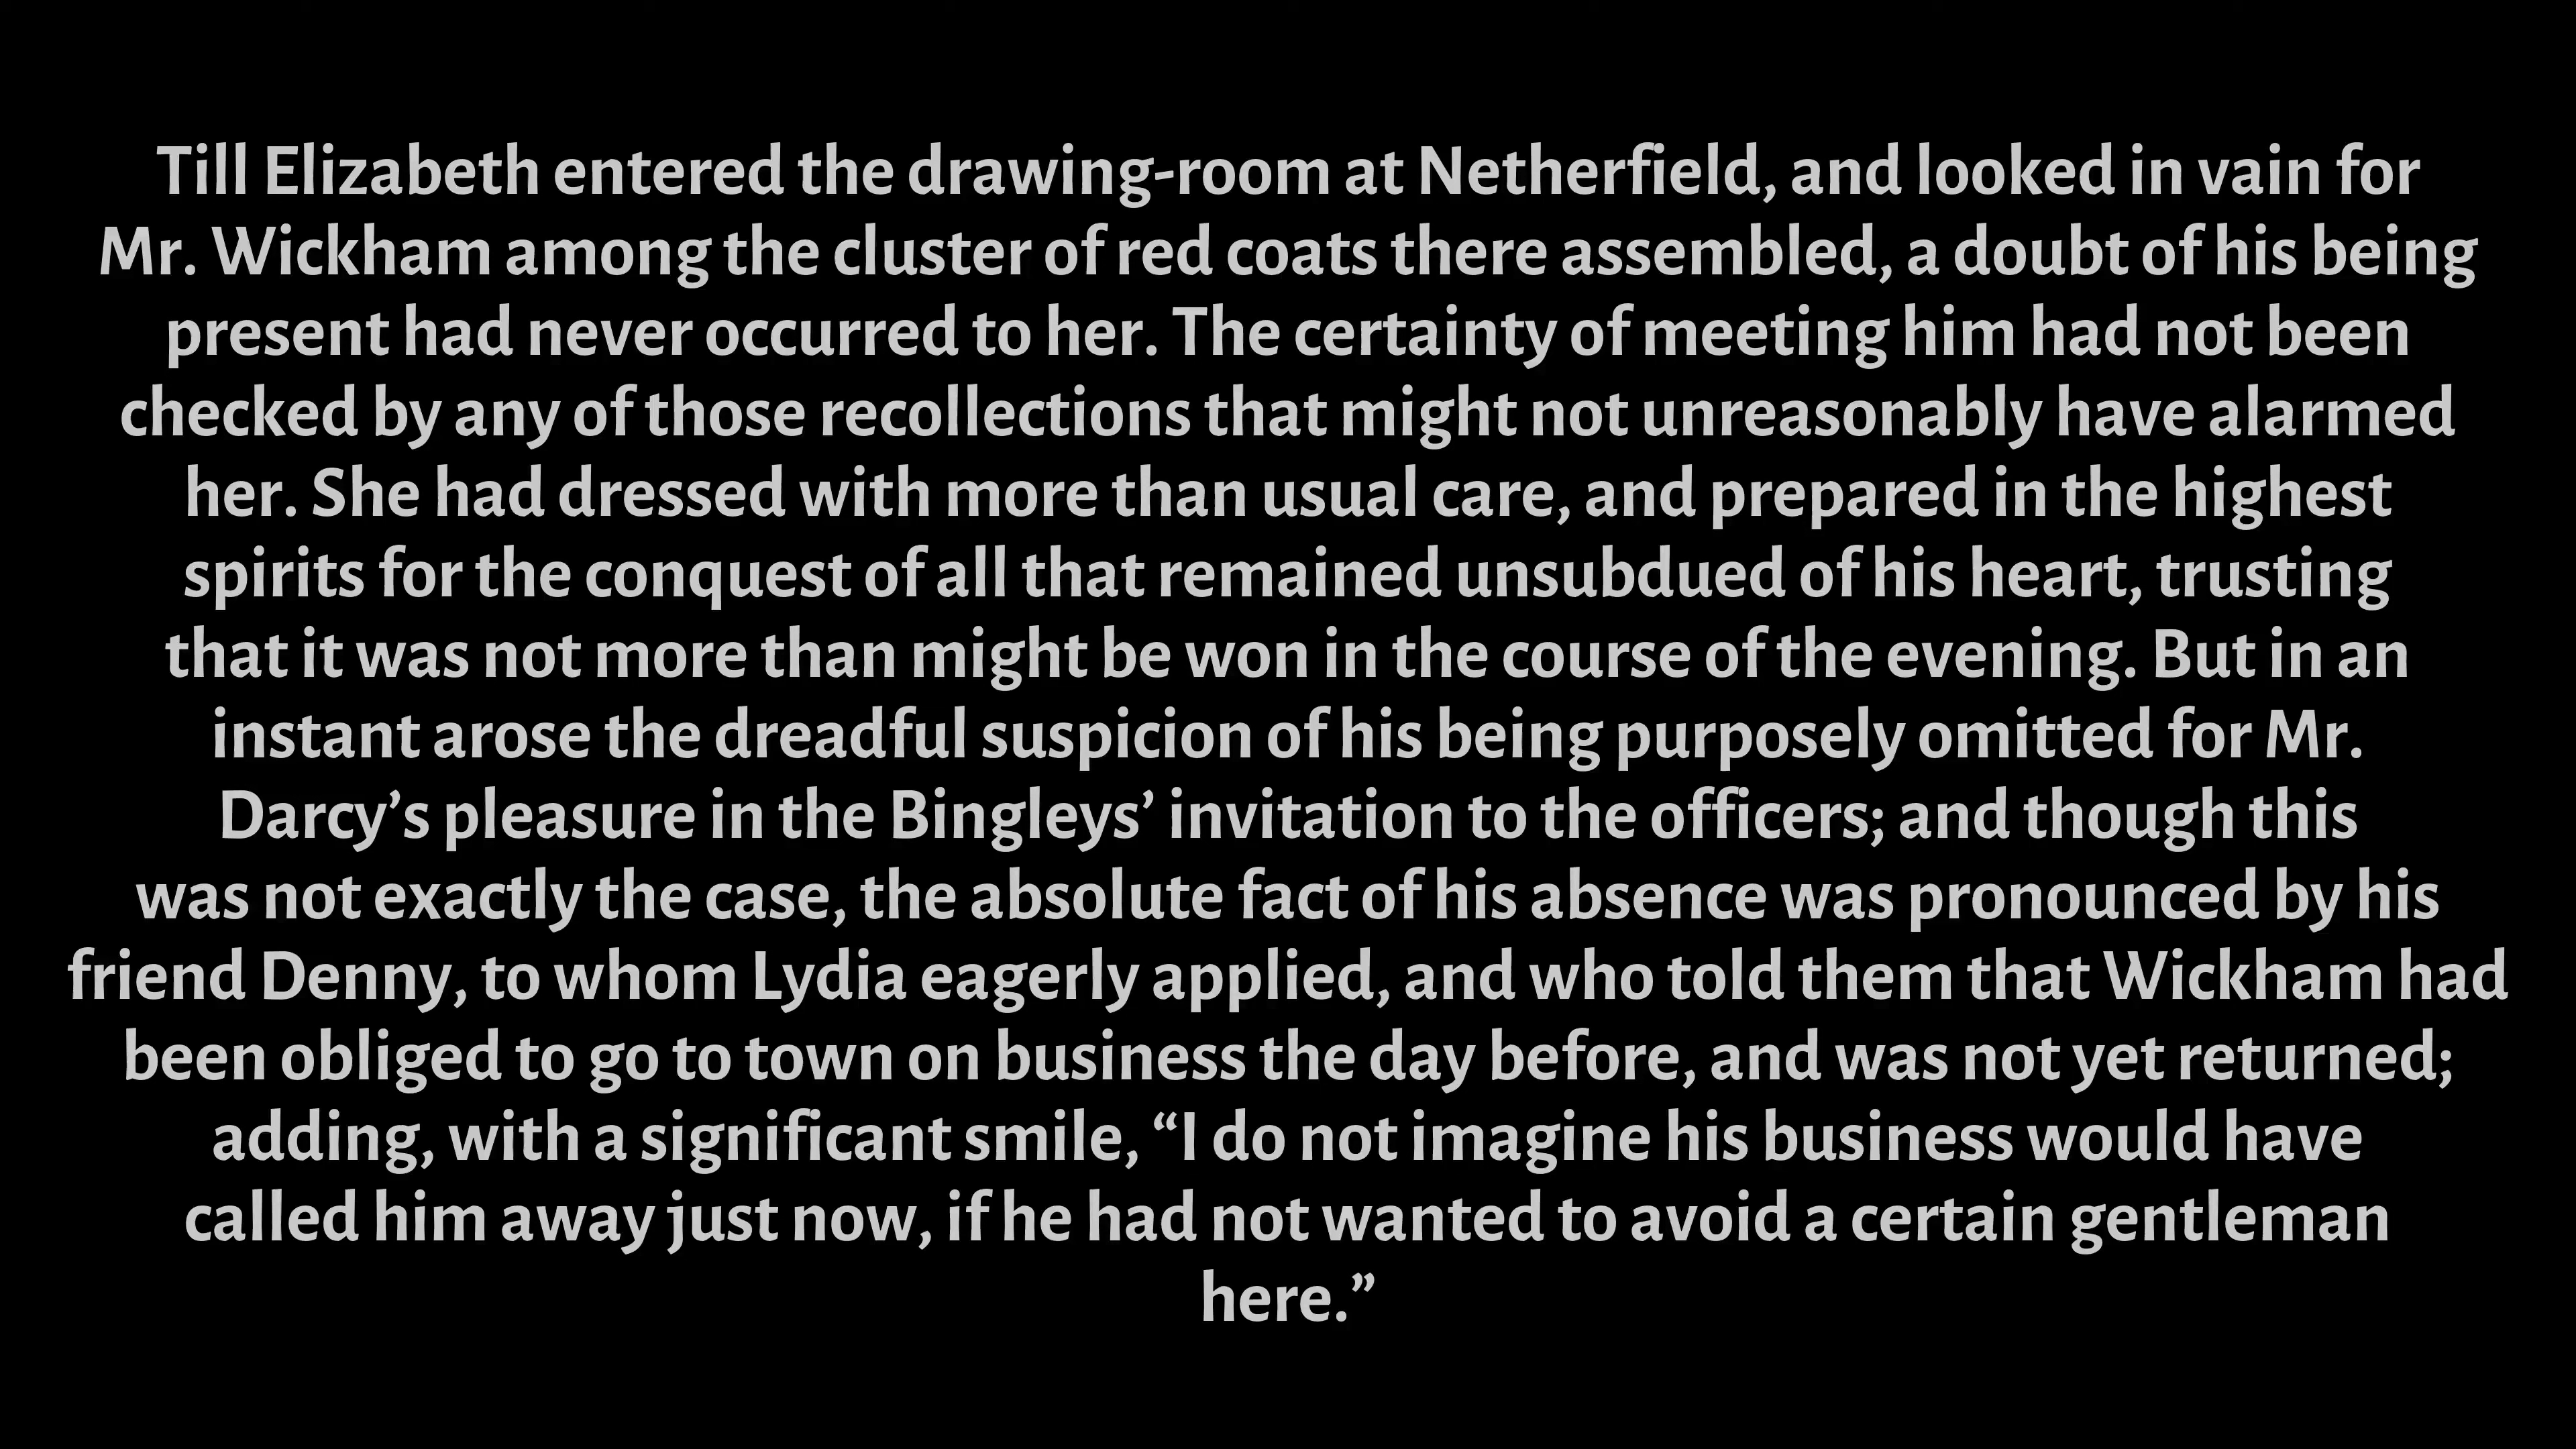 Till Elizabeth entered the drawing-room at Netherfield, and looked in vain for
Mr. Wickham among the cluster of red coats there assembled, a doubt of his being
present had never occurred to her. The certainty of meeting him had not been
checked by any of those recollections that might not unreasonably have alarmed
her. She had dressed with more than usual care, and prepared in the highest
spirits for the conquest of all that remained unsubdued of his heart, trusting
that it was not more than might be won in the course of the evening. But in an
instant arose the dreadful suspicion of his being purposely omitted for Mr.
Darcy’s pleasure in the Bingleys’ invitation to the officers; and though this
was not exactly the case, the absolute fact of his absence was pronounced by his
friend Denny, to whom Lydia eagerly applied, and who told them that Wickham had
been obliged to go to town on business the day before, and was not yet returned;
adding, with a significant smile, “I do not imagine his business would have
called him away just now, if he had not wanted to avoid a certain gentleman
here.”